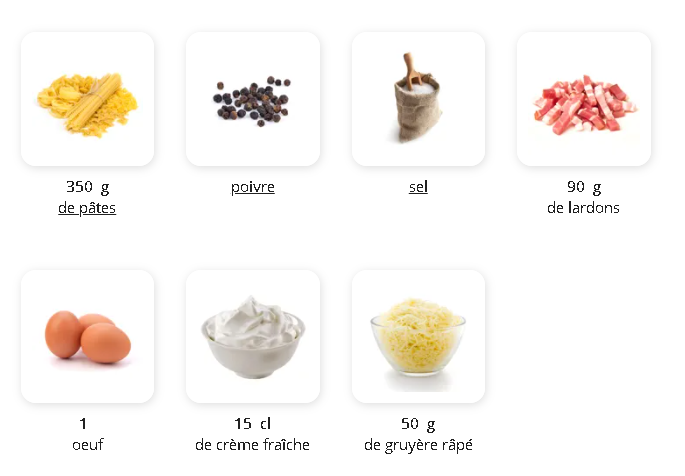 350 g
de pâtes
poivre
sel
90 g
de lardons
1
oeuf
15 cl
de crème fraîche
50 g
de gruyère râpé